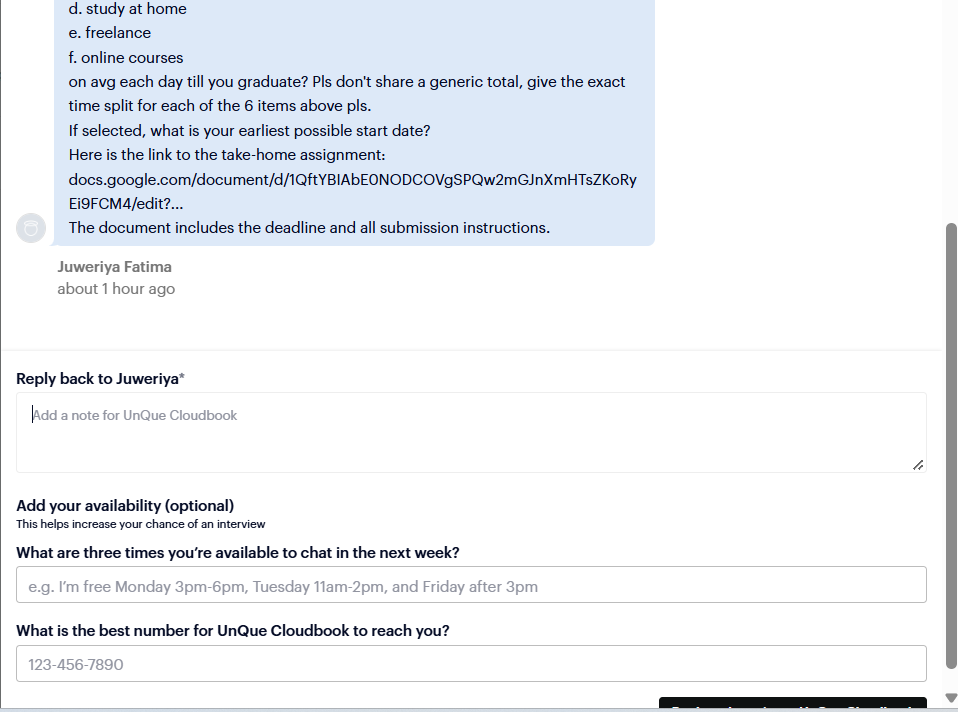 d. study at home
e. freelance
f. online courses
on avg each day till you graduate? Pls don't share a generic total, give the exact
time split for each of the 6 items above pls.
If selected, what is your earliest possible start date?
Here is the link to the take-home assignment:
docs.google.com/document/d/1QftYBIAbE0NODCOVgSPQw2mGJnXmHTsZKoRy
Ei9FCM4/edit?...
The document includes the deadline and all submission instructions.
Juweriya Fatima
about 1 hour ago
Reply back to Juweriya*
Add a note for UnQue Cloudbook
Add your availability (optional)
This helps increase your chance of an interview
What are three times you’re available to chat in the next week?
e.g. I’m free Monday 3pm-6pm, Tuesday 11am-2pm, and Friday after 3pm
What is the best number for UnQue Cloudbook to reach you?
123-456-7890